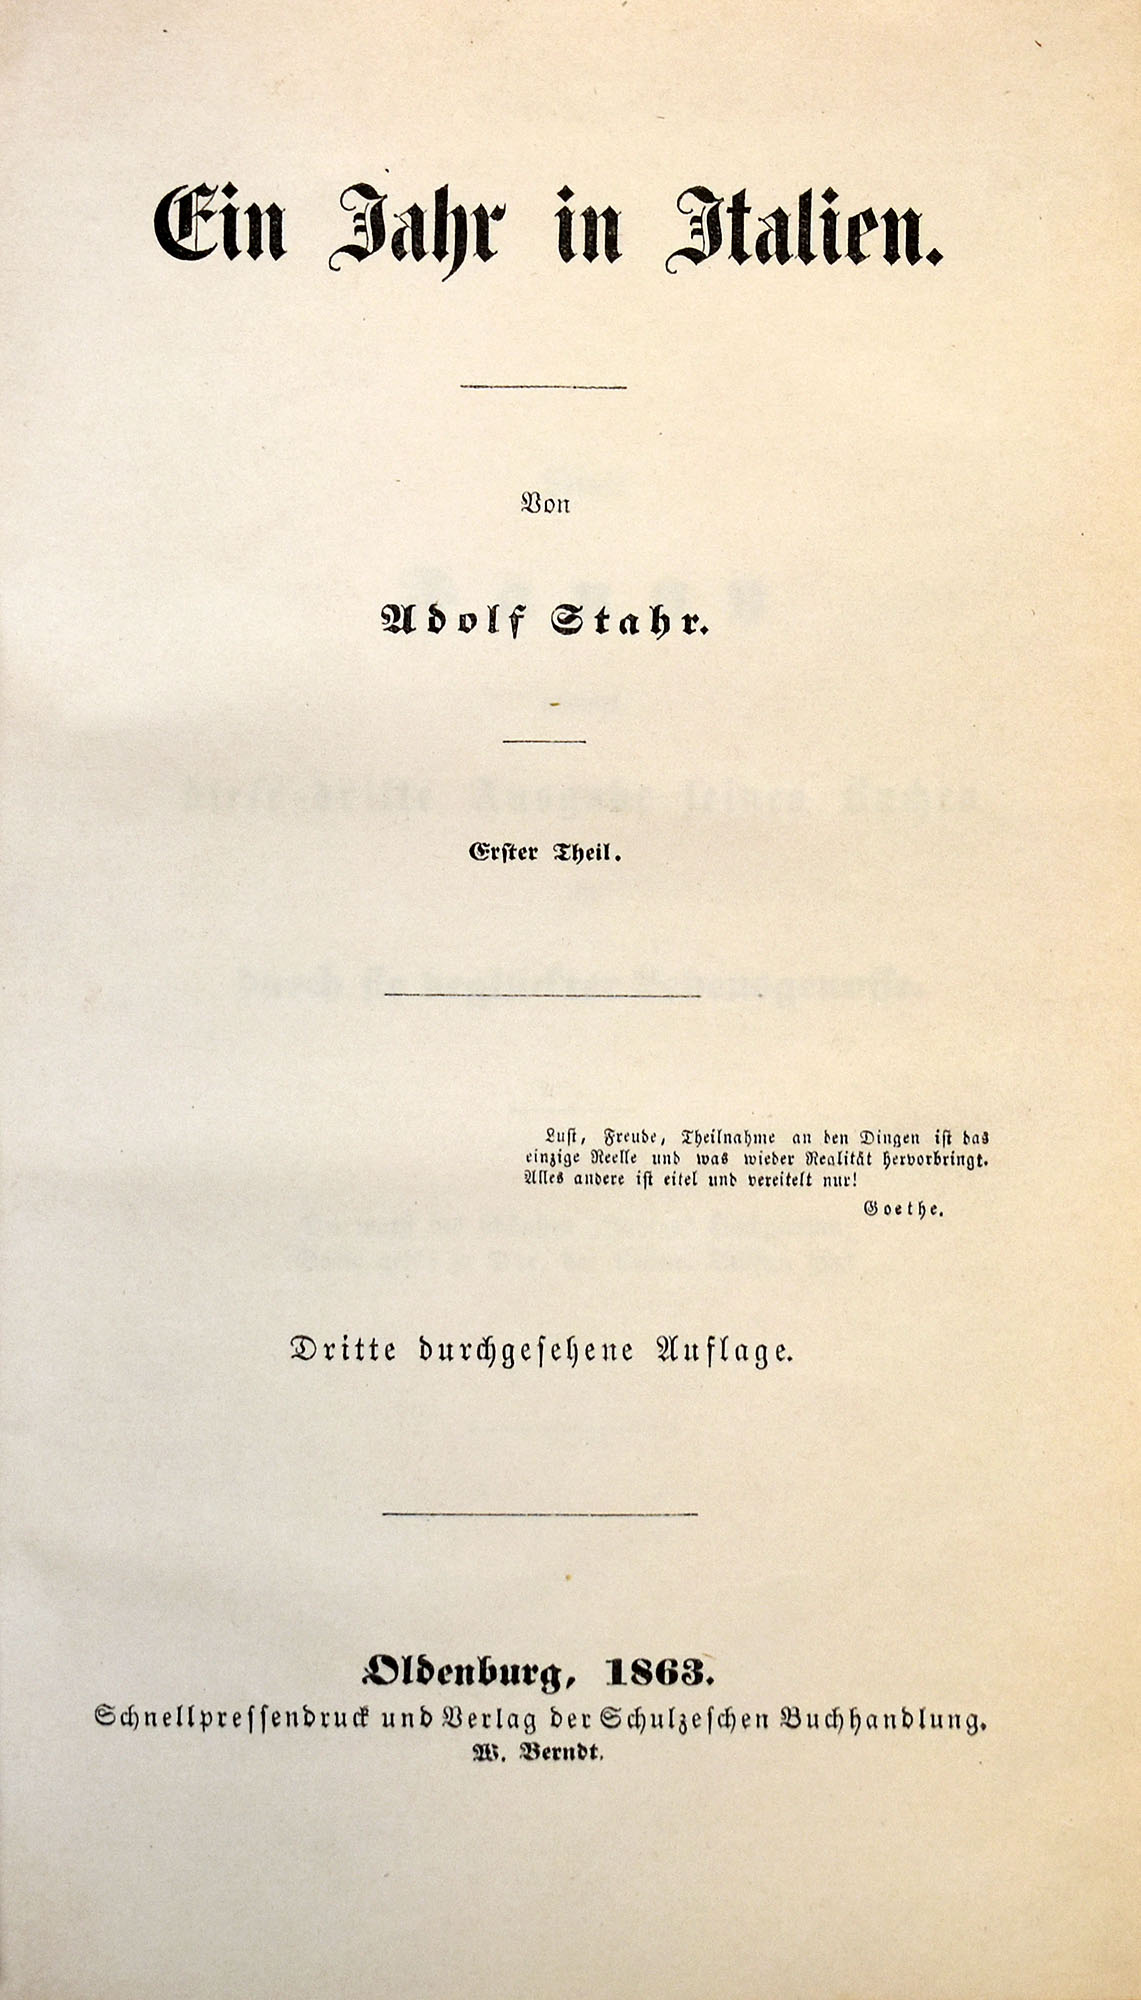 Ein Jahr in Italien.
Von
Adolf Stahr.
Erster Theil.
Lust, Freude, Theilnahme an den Dingen ist das
einzige Reelle und was wieder Realität hervorbringt.
Alles andere ist eitel und vereitelt nur!
Goethe.
Dritte durchgesehene Auflage.
Oldenburg, 1863.
Schnellpressendruck und Verlag der Schulzeschen Buchhandlung.
W. Berndt.